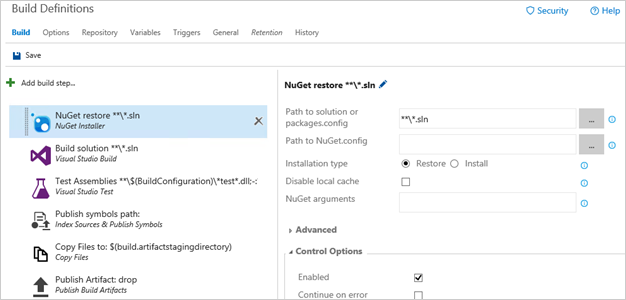 Build Definitions
Security
Help
Build Options Repository Variables Triggers General Retention History
Save
Add build step...
NuGet restore **\*.sln
NuGet Installer
Build solution **\*.sln
Visual Studio Build
Test Assemblies **\$(BuildConfiguration)\*test*.dll;-:
Visual Studio Test
Publish symbols path:
Index Sources & Publish Symbols
Copy Files to: $(build.artifactstagingdirectory)
Copy Files
Publish Artifact: drop
Publish Build Artifacts
NuGet restore **\*.sln
Path to solution or
packages.config
**\*.sln
...
Path to NuGet.config
...
Installation type
Restore
Install
Disable local cache
NuGet arguments
Advanced
Control Options
Enabled
Continue on error